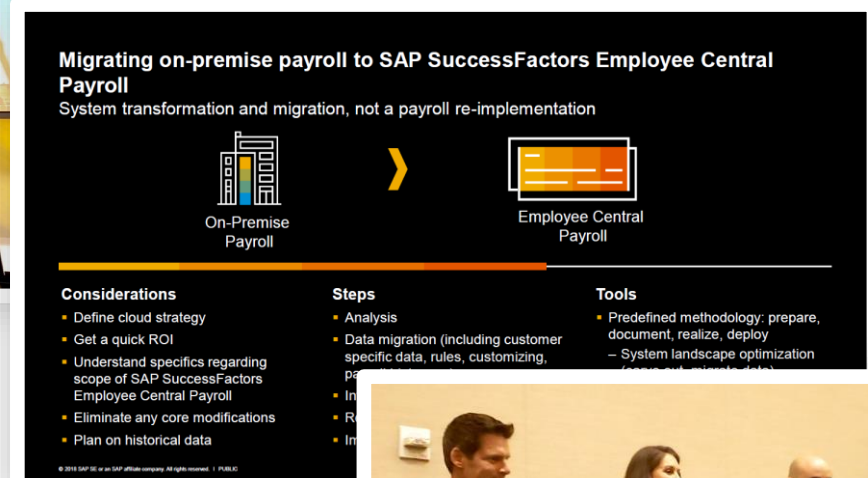 Migrating on-premise payroll to SAP SuccessFactors Employee Central
Payroll
System transformation and migration, not a payroll re-implementation
On-Premise
Payroll
Employee Central
Payroll
Considerations
▪ Define cloud strategy
▪ Get a quick ROI
▪ Understand specifics regarding
scope of SAP SuccessFactors
Employee Central Payroll
▪ Eliminate any core modifications
▪ Plan on historical data
Steps
▪ Analysis
▪ Data migration (including customer
specific data, rules, customizing,
Tools
▪ Predefined methodology: prepare,
document, realize, deploy
– System landscape optimization
© 2018 SAP SE or an SAP affiliate company. All rights reserved. | PUBLIC